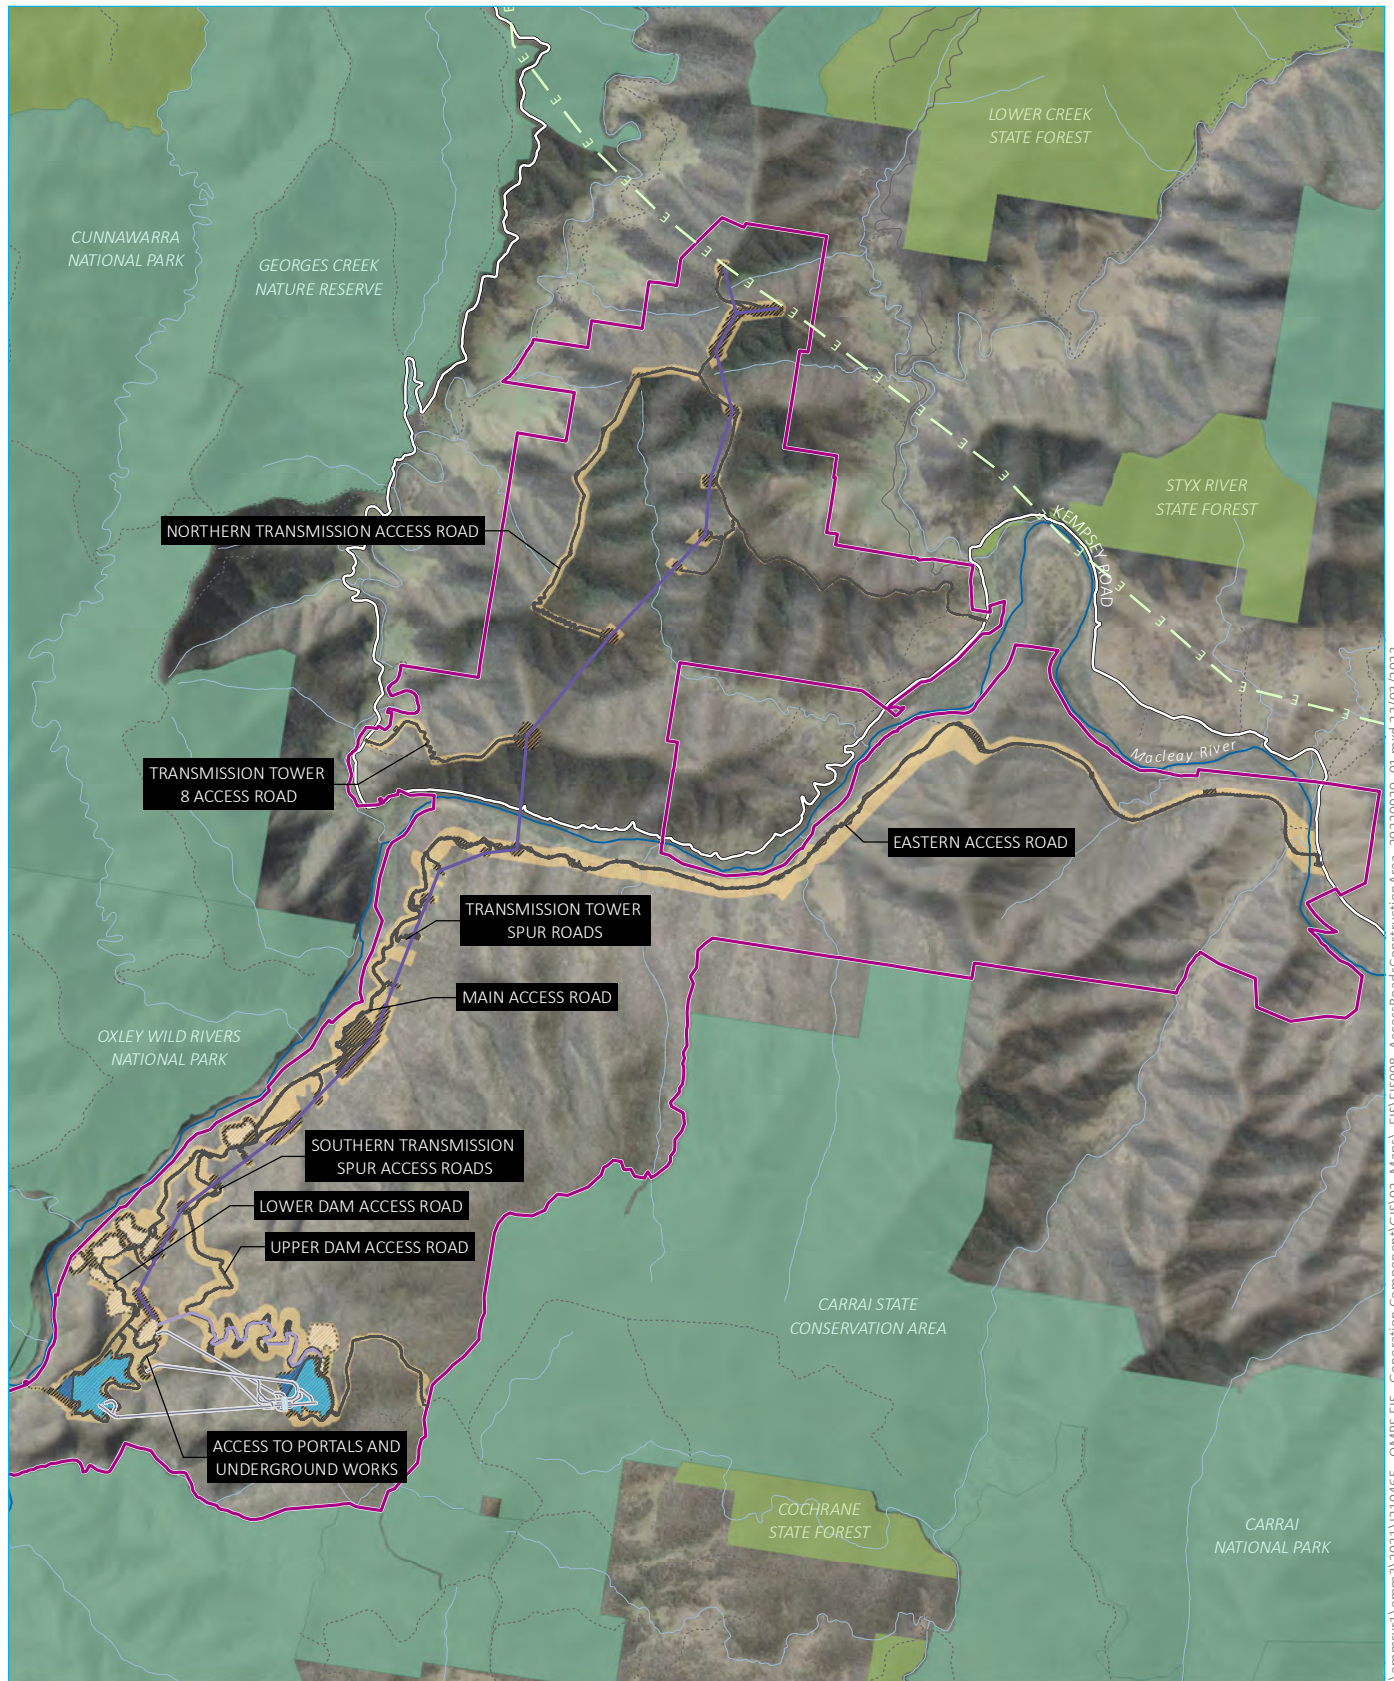 LOWER CREEK
STATE FOREST
CUNNAWARRA
NATIONAL PARK
GEORGES CREEK
NATURE RESERVE
STYX RIVER
STATE FOREST
KEMPSEY ROAD
NORTHERN TRANSMISSION ACCESS ROAD
Macleay River
TRANSMISSION TOWER
8 ACCESS ROAD
EASTERN ACCESS ROAD
TRANSMISSION TOWER
SPUR ROADS
MAIN ACCESS ROAD
OXLEY WILD RIVERS
NATIONAL PARK
SOUTHERN TRANSMISSION
SPUR ACCESS ROADS
LOWER DAM ACCESS ROAD
UPPER DAM ACCESS ROAD
CARRAI STATE
CONSERVATION AREA
ACCESS TO PORTALS AND
UNDERGROUND WORKS
COCHRANE
STATE FOREST
CARRAI
NATIONAL PARK
E E E E E E E E E E E E E E E E E E E E E E